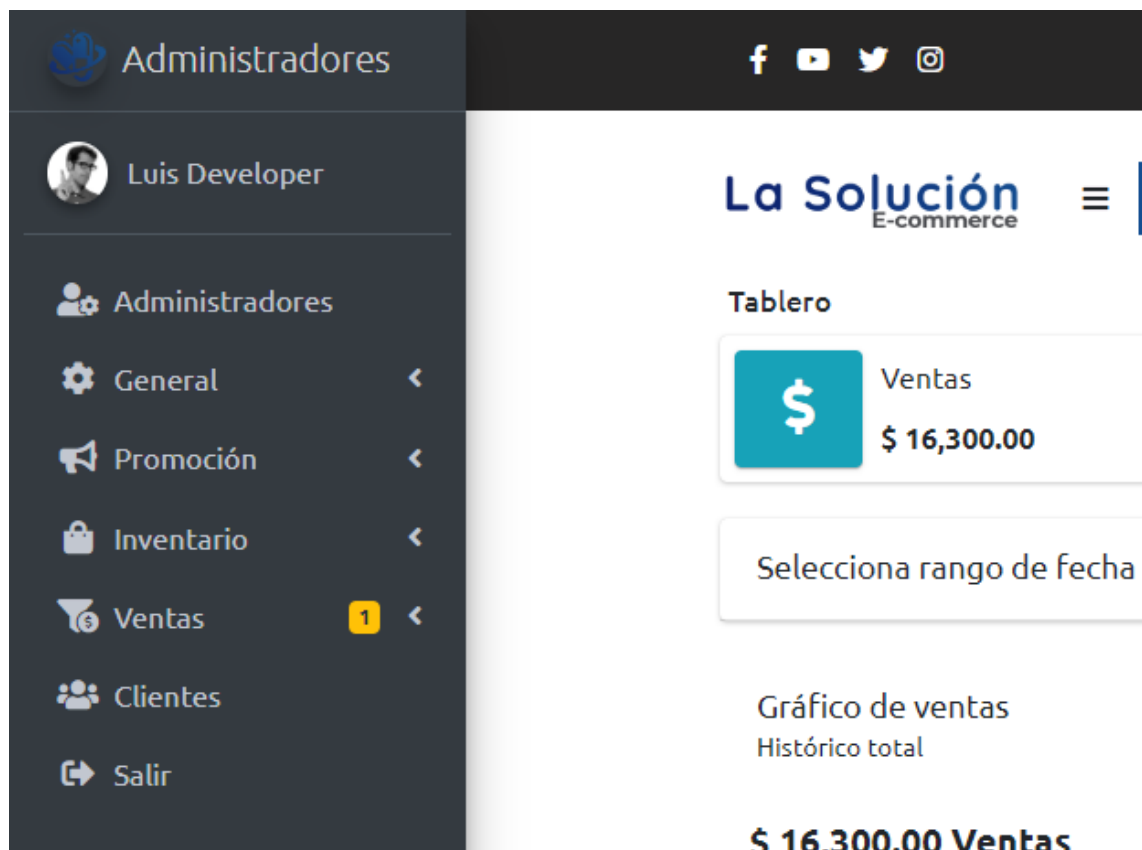 Administradores
Luis Developer
Administradores
General
Promoción
Inventario
Ventas 1
Clientes
Salir
La Solución
E-commerce
Tablero
Ventas
$ 16,300.00
Selecciona rango de fecha
Gráfico de ventas
Histórico total
$ 16,300.00 Ventas